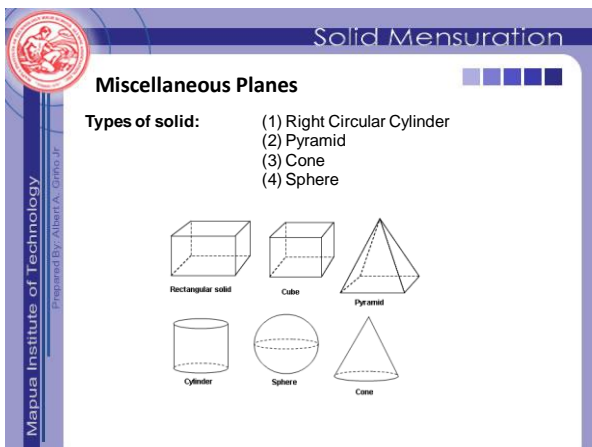 Solid Mensuration
Miscellaneous Planes
Types of solid: (1) Right Circular Cylinder
(2) Pyramid
(3) Cone
(4) Sphere
Rectangular solid
Cube
Pyramid
Cylinder
Sphere
Cone
Mapua Institute of Technology
Prepared By: Albert A. Griño Jr